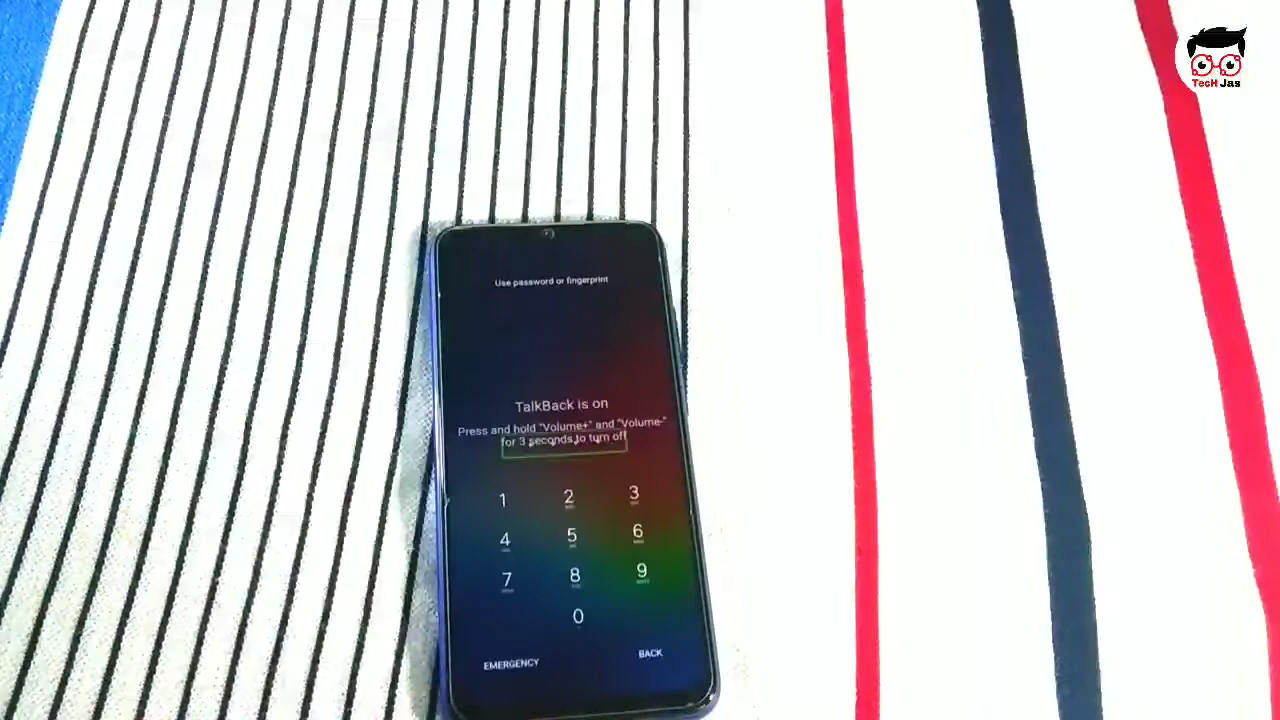 TecH Jas
Use password or fingerprint
TalkBack is on
Press and hold "Volume+" and "Volume-"
for 3 seconds to turn off
1 2 3
4 5 6
7 8 9
0
EMERGENCY BACK